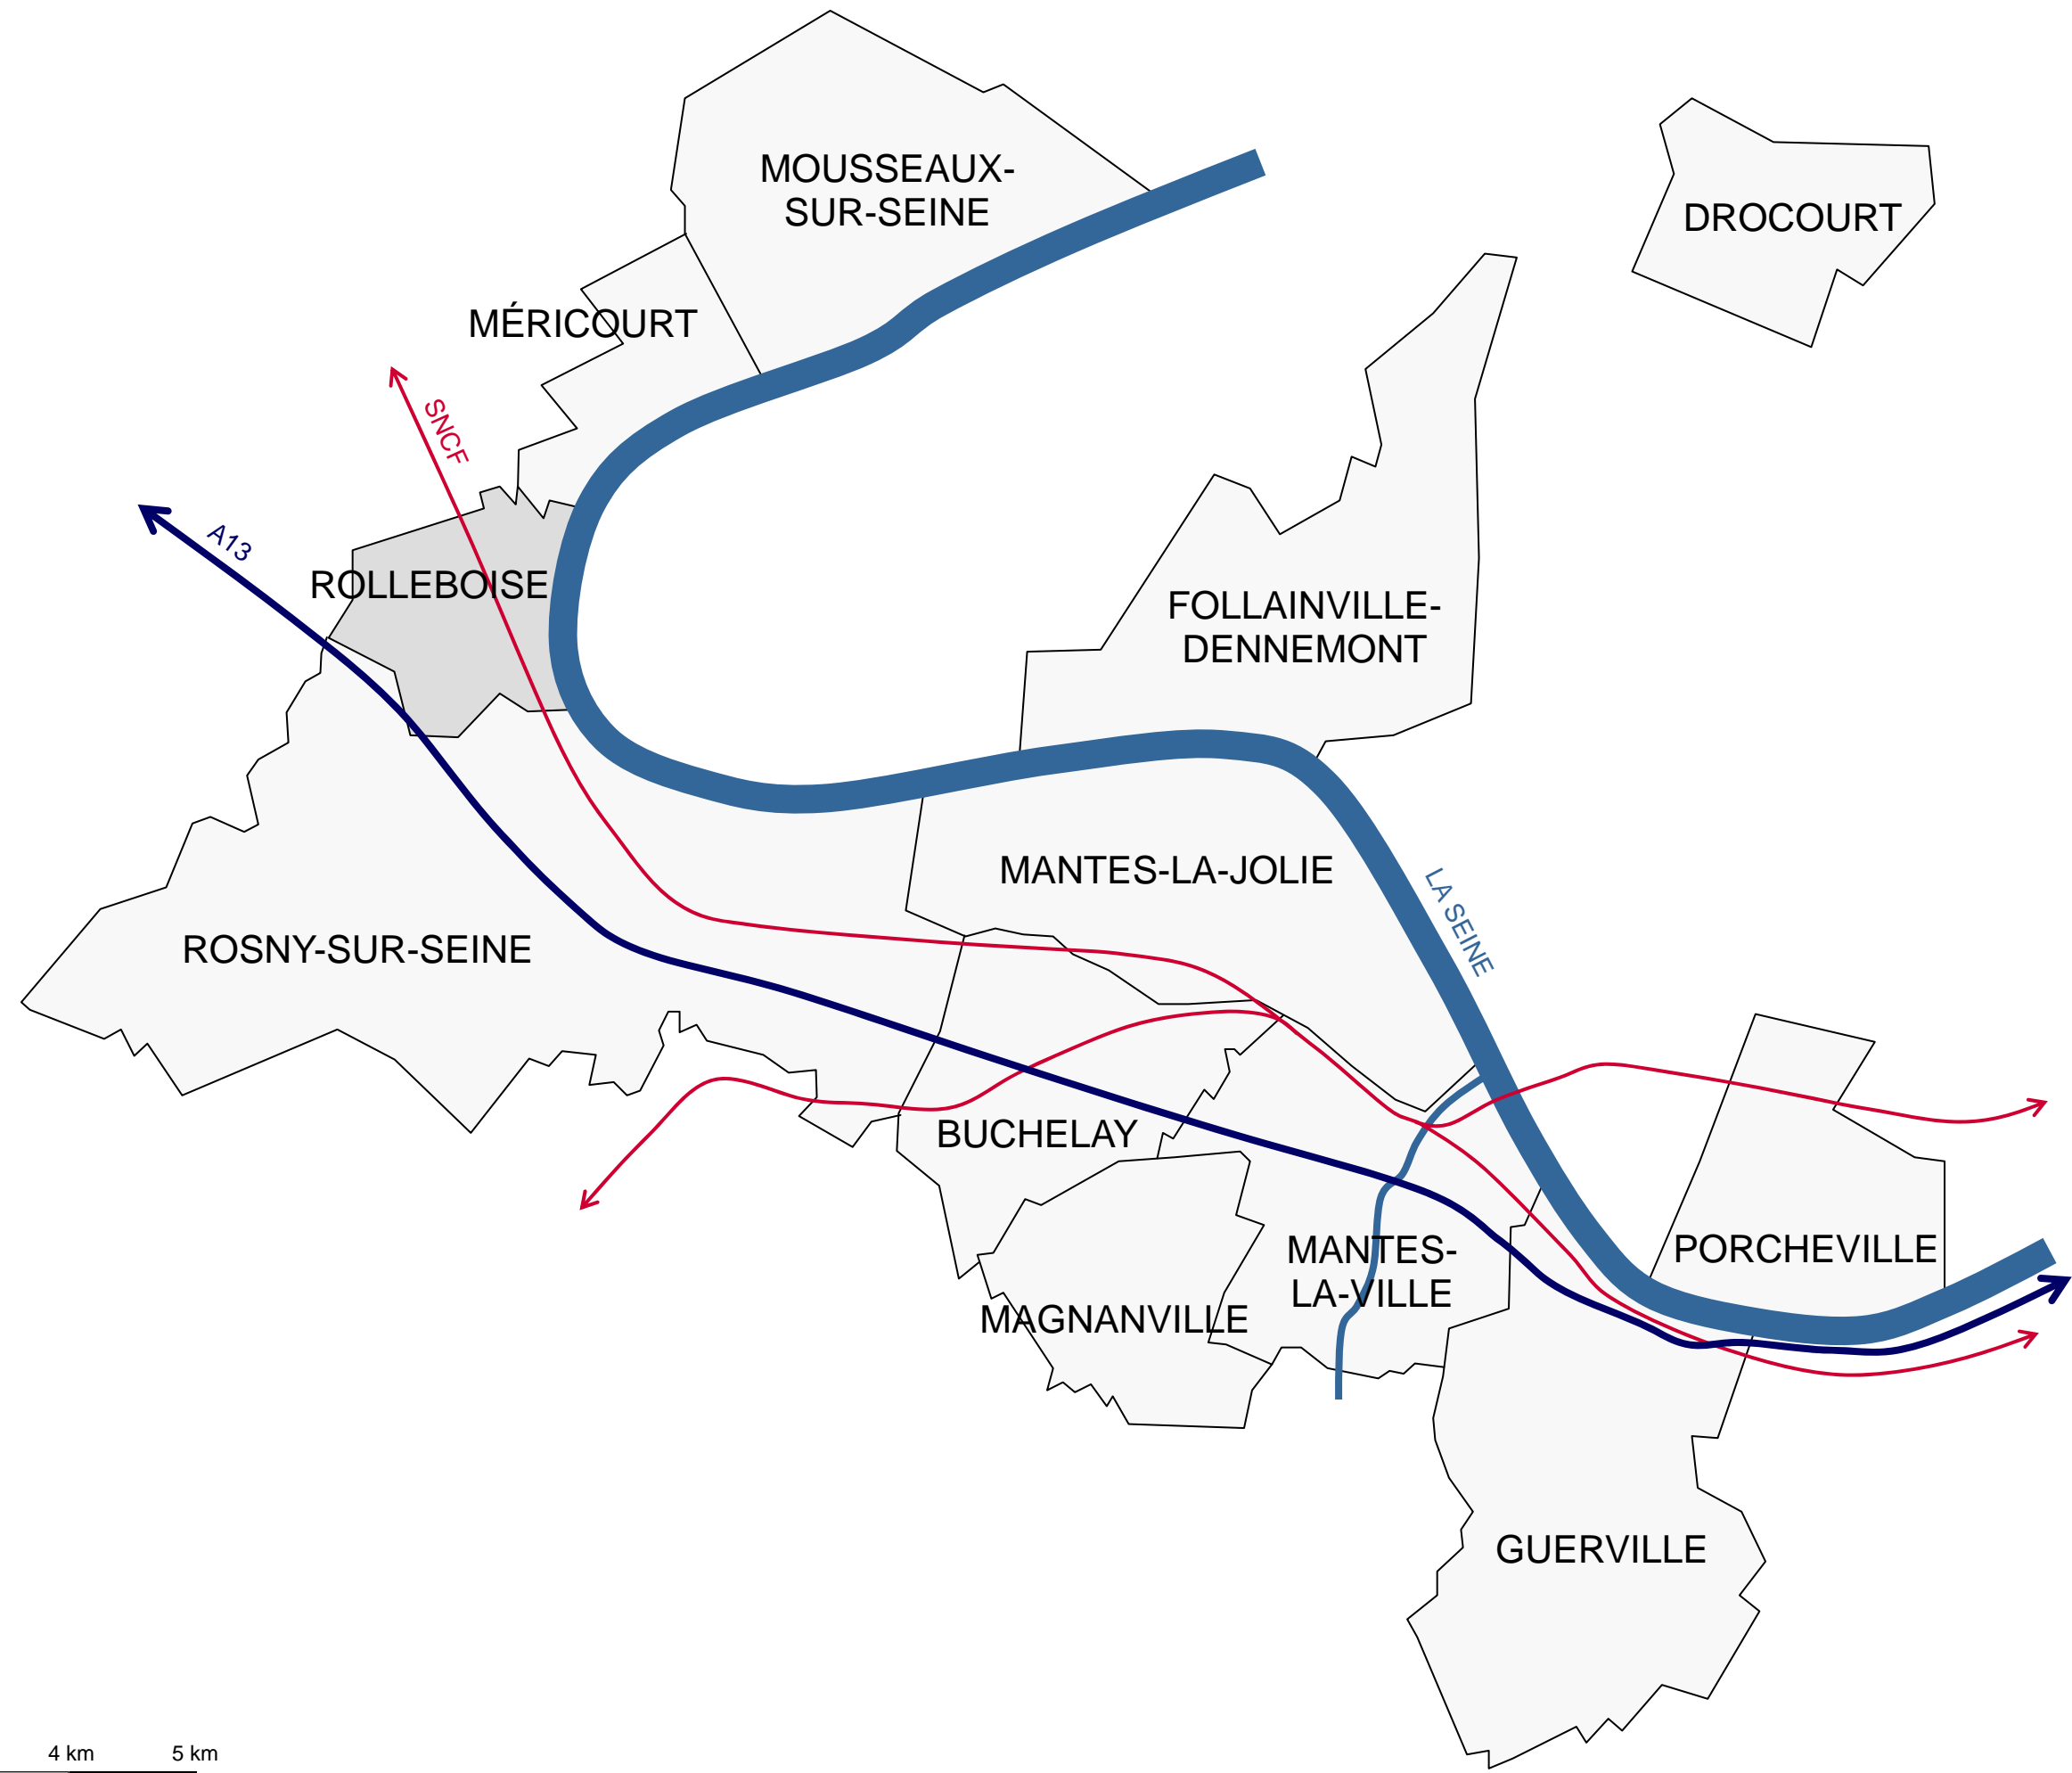 MOUSSEAUX-
SUR-SEINE
DROCOURT
MÉRICOURT
SNCF
A13
ROLLEBOISE
FOLLAINVILLE-
DENNEMONT
MANTES-LA-JOLIE
LA SEINE
ROSNY-SUR-SEINE
BUCHELAY
MANTES-
LA-VILLE
PORCHEVILLE
MAGNANVILLE
GUERVILLE
4 km 5 km